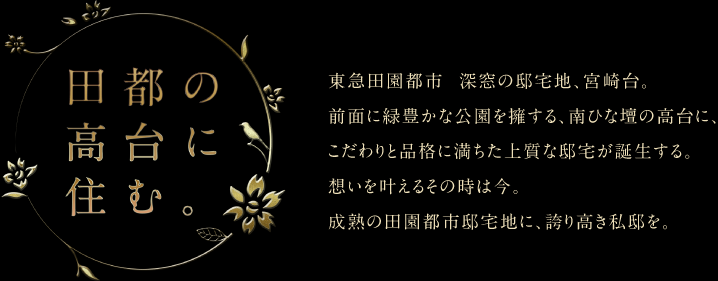 田都の
高台に
住む。
東急田園都市　深窓の邸宅地、宮崎台。
前面に緑豊かな公園を擁する、南ひな壇の高台に、
こだわりと品格に満ちた上質な邸宅が誕生する。
想いを叶えるその時は今。
成熟の田園都市邸宅地に、誇り高き私邸を。